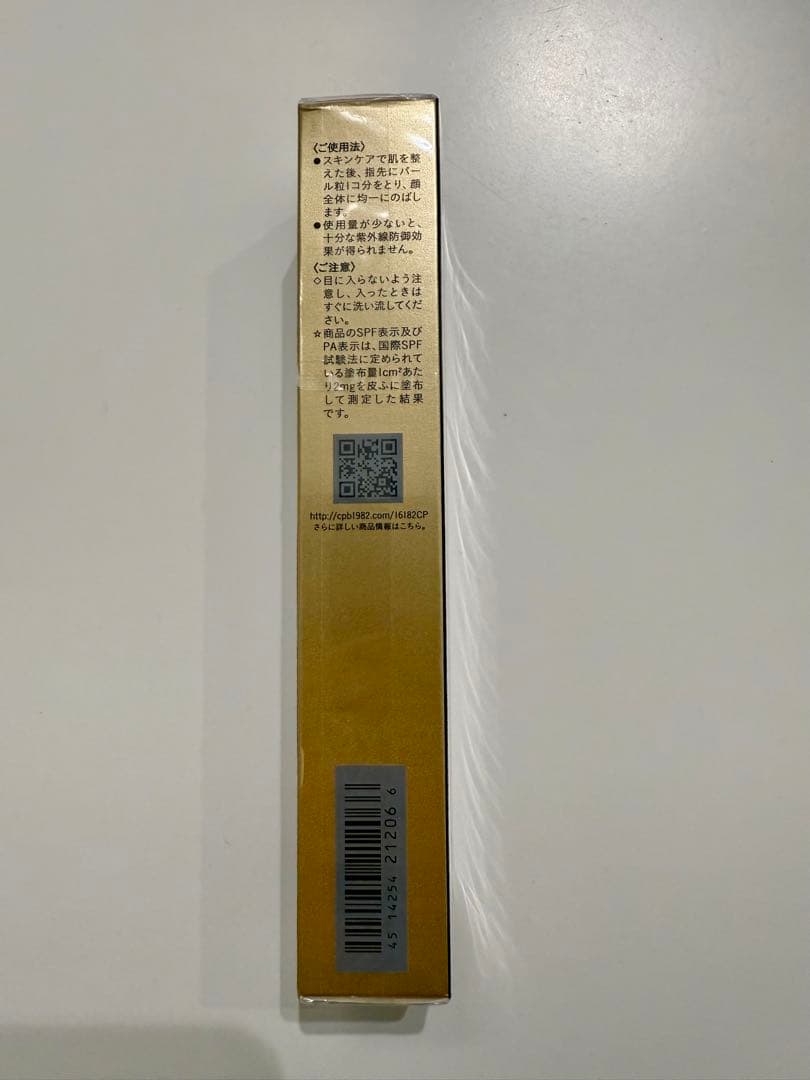 〈ご使用法〉
●スキンケアで肌を整
えた後、指先にパー
ル粒1コ分をとり、顔
全体に均一にのばし
ます。
●使用量が少ないと、
十分な紫外線防御効
果が得られません。
〈ご注意〉
◇目に入らないよう注
意し、入ったときは
すぐに洗い流してくだ
さい。
☆商品のSPF表示及び
PA表示は、国際SPF
試験法に定められて
いる塗布量1cm²あた
り2mgを皮ふに塗布
して測定した結果
です。
http://cpb1982.com/16182CP
さらに詳しい商品情報はこちら。
45 14254 21206 6